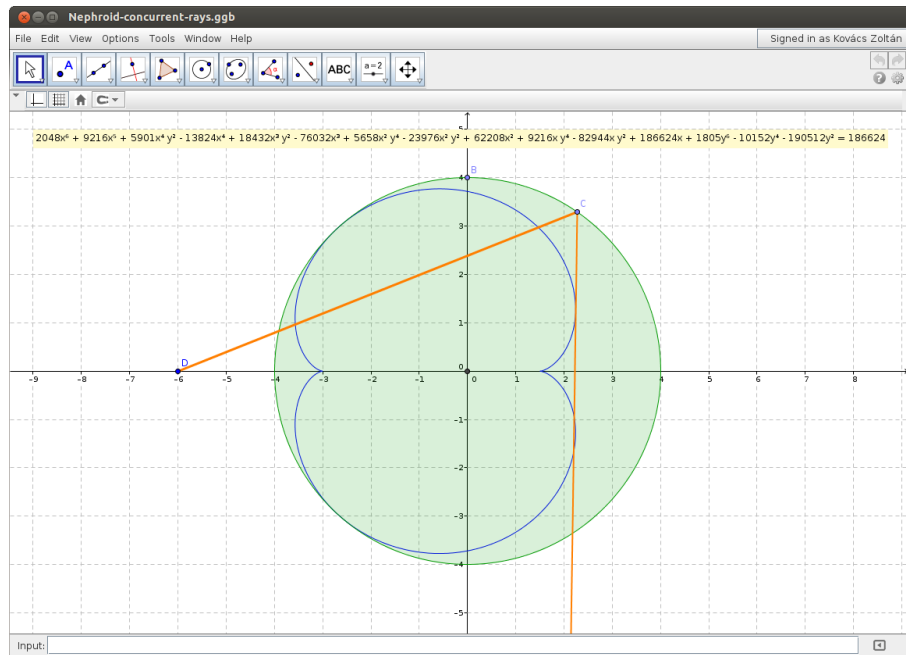 Nephroid-concurrent-rays.ggb
File Edit View Options Tools Window Help Signed in as Kovács Zoltán
A α ABC a=2
5
2048x⁶ + 9216x⁵ + 5901x⁴ y² - 13824x⁴ + 18432x³ y² - 76032x³ + 5658x² y⁴ - 23976x² y² + 62208x² + 9216x y⁴ - 82944x y² + 186624x + 1805y⁶ - 10152y⁴ - 190512y² = 186624
B
4
C
3
2
1
D
0
-9 -8 -7 -6 -5 -4 -3 -2 -1 0 1 2 3 4 5 6 7 8
-1
-2
-3
-4
-5
Input: